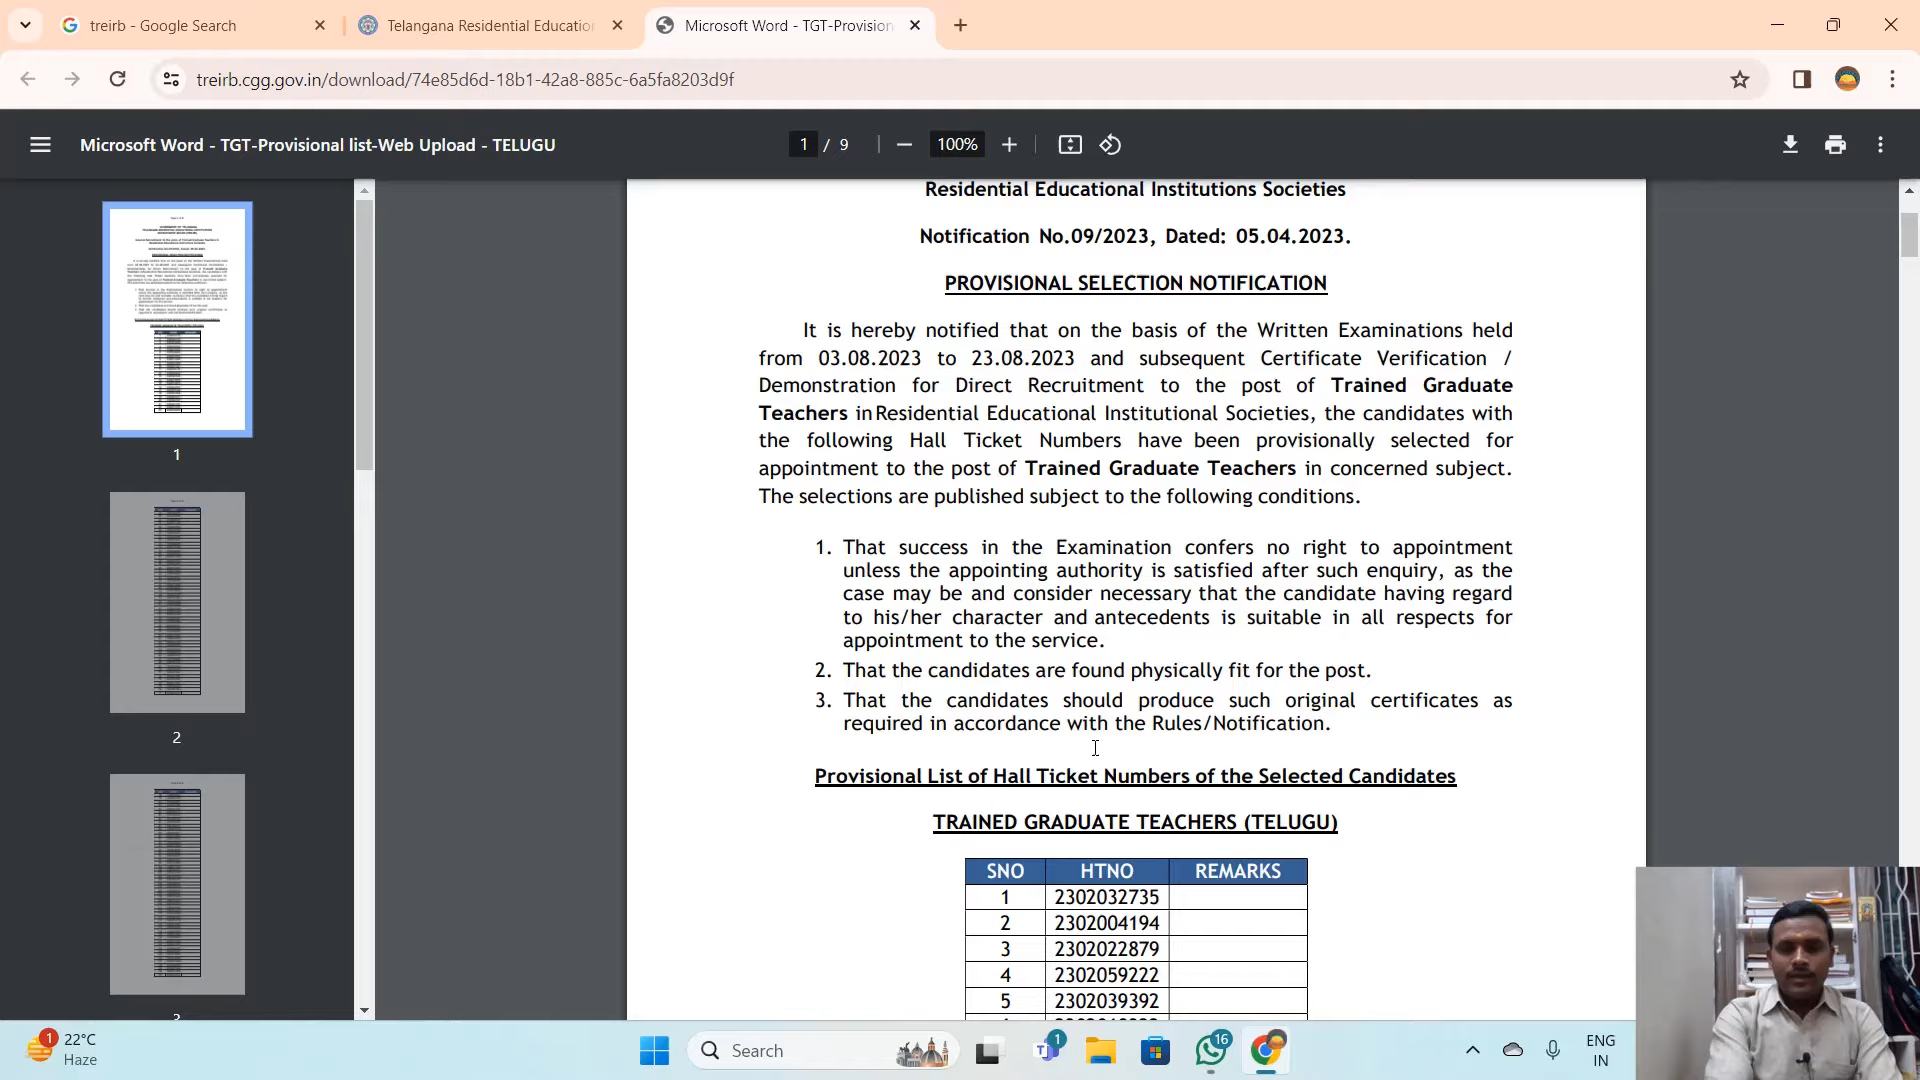 treirb - Google Search
Telangana Residential Educatio
Microsoft Word - TGT-Provision
treirb.cgg.gov.in/download/74e85d6d-18b1-42a8-885c-6a5fa8203d9f
Microsoft Word - TGT-Provisional list-Web Upload - TELUGU
1 / 9
100%
Residential Educational Institutions Societies
Notification No.09/2023, Dated: 05.04.2023.
PROVISIONAL SELECTION NOTIFICATION
It is hereby notified that on the basis of the Written Examinations held
from 03.08.2023 to 23.08.2023 and subsequent Certificate Verification /
Demonstration for Direct Recruitment to the post of Trained Graduate
Teachers in Residential Educational Institutional Societies, the candidates with
the following Hall Ticket Numbers have been provisionally selected for
appointment to the post of Trained Graduate Teachers in concerned subject.
The selections are published subject to the following conditions.
1. That success in the Examination confers no right to appointment
unless the appointing authority is satisfied after such enquiry, as the
case may be and consider necessary that the candidate having regard
to his/her character and antecedents is suitable in all respects for
appointment to the service.
2. That the candidates are found physically fit for the post.
3. That the candidates should produce such original certificates as
required in accordance with the Rules/Notification.
Provisional List of Hall Ticket Numbers of the Selected Candidates
TRAINED GRADUATE TEACHERS (TELUGU)
SNO HTNO REMARKS
1 2302032735
2 2302004194
3 2302022879
4 2302059222
5 2302039392
1
2
1
22°C
Haze
Search
1
16
ENG
IN